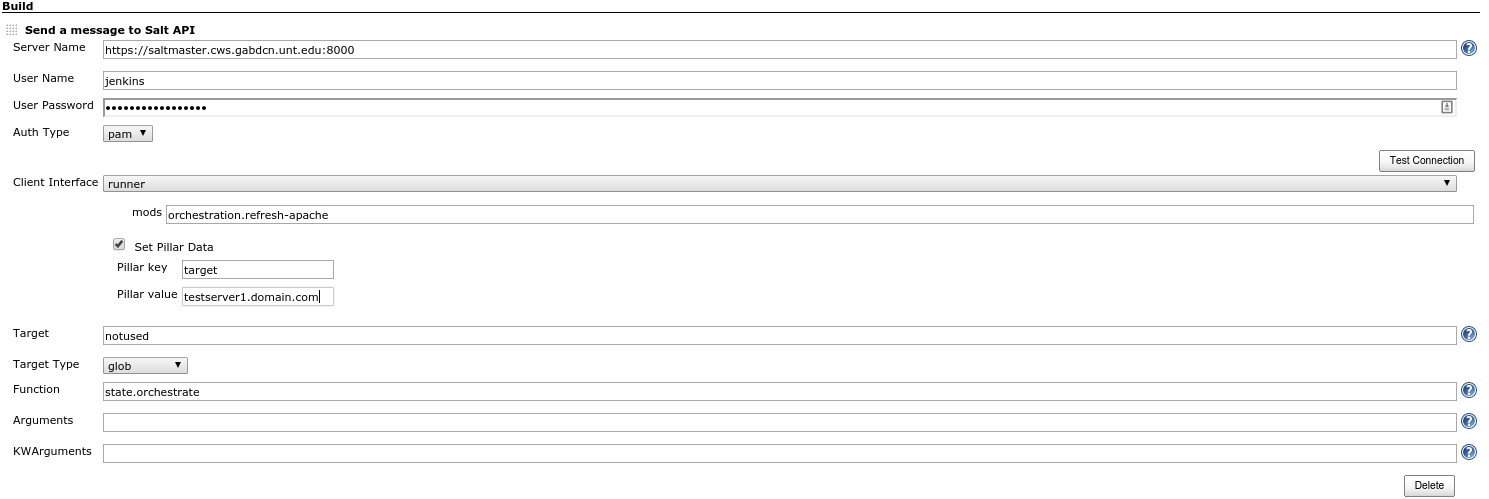 Build
Send a message to Salt API
Server Name https://saltmaster.cws.gabdcn.unt.edu:8000 ?
User Name jenkins
User Password •••••••••••••••••
Auth Type pam
Test Connection
Client Interface runner
mods orchestration.refresh-apache
Set Pillar Data
Pillar key target
Pillar value testserver1.domain.com
Target notused ?
Target Type glob
Function state.orchestrate ?
Arguments ?
KWArguments ?
Delete